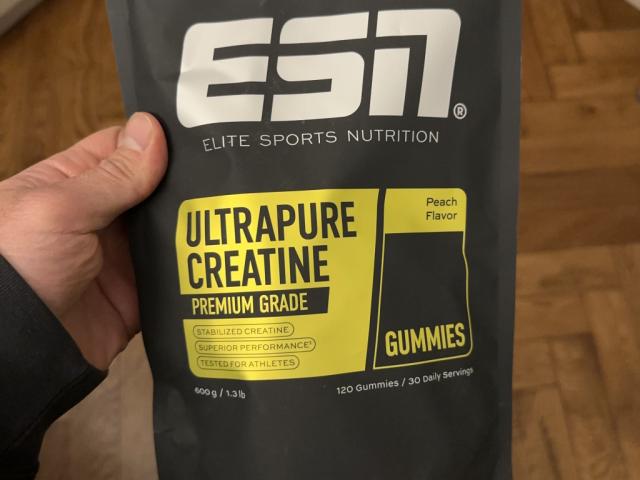 ESN®
ELITE SPORTS NUTRITION
ULTRAPURE
CREATINE
PREMIUM GRADE
STABILIZED CREATINE
SUPERIOR PERFORMANCE¹
TESTED FOR ATHLETES
Peach
Flavor
GUMMIES
600 g / 1.3 lb
120 Gummies / 30 Daily Servings